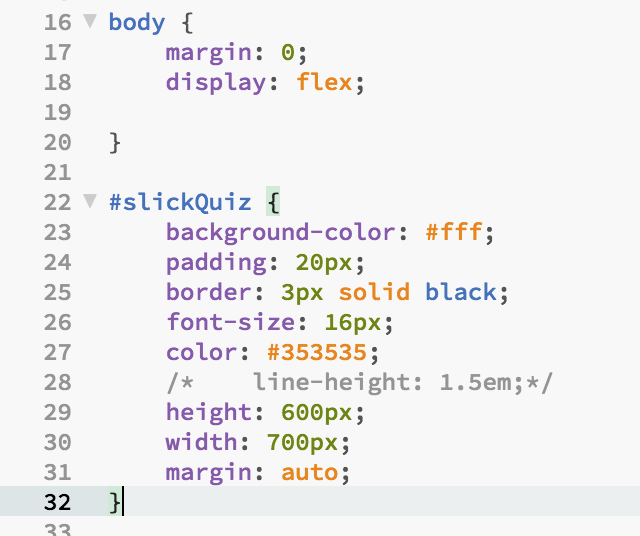 16 body {
17     margin: 0;
18     display: flex;
19
20 }
21
22 #slickQuiz {
23     background-color: #fff;
24     padding: 20px;
25     border: 3px solid black;
26     font-size: 16px;
27     color: #353535;
28     /*    line-height: 1.5em;*/
29     height: 600px;
30     width: 700px;
31     margin: auto;
32 }
33